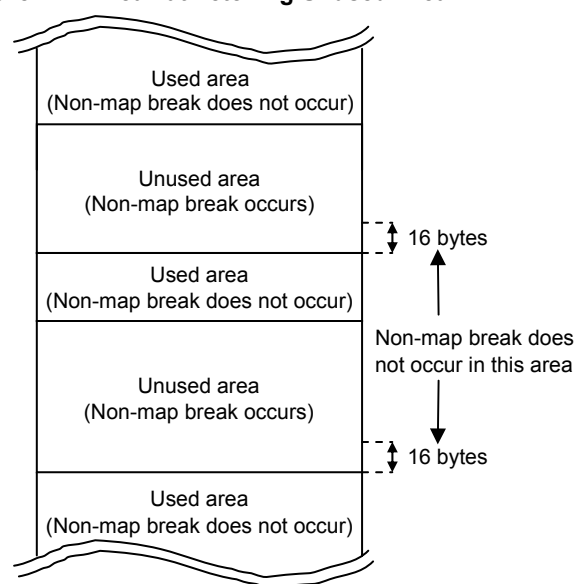 Used area
(Non-map break does not occur)
Unused area
(Non-map break occurs)
16 bytes
Used area
(Non-map break does not occur)
Non-map break does
not occur in this area
Unused area
(Non-map break occurs)
16 bytes
Used area
(Non-map break does not occur)